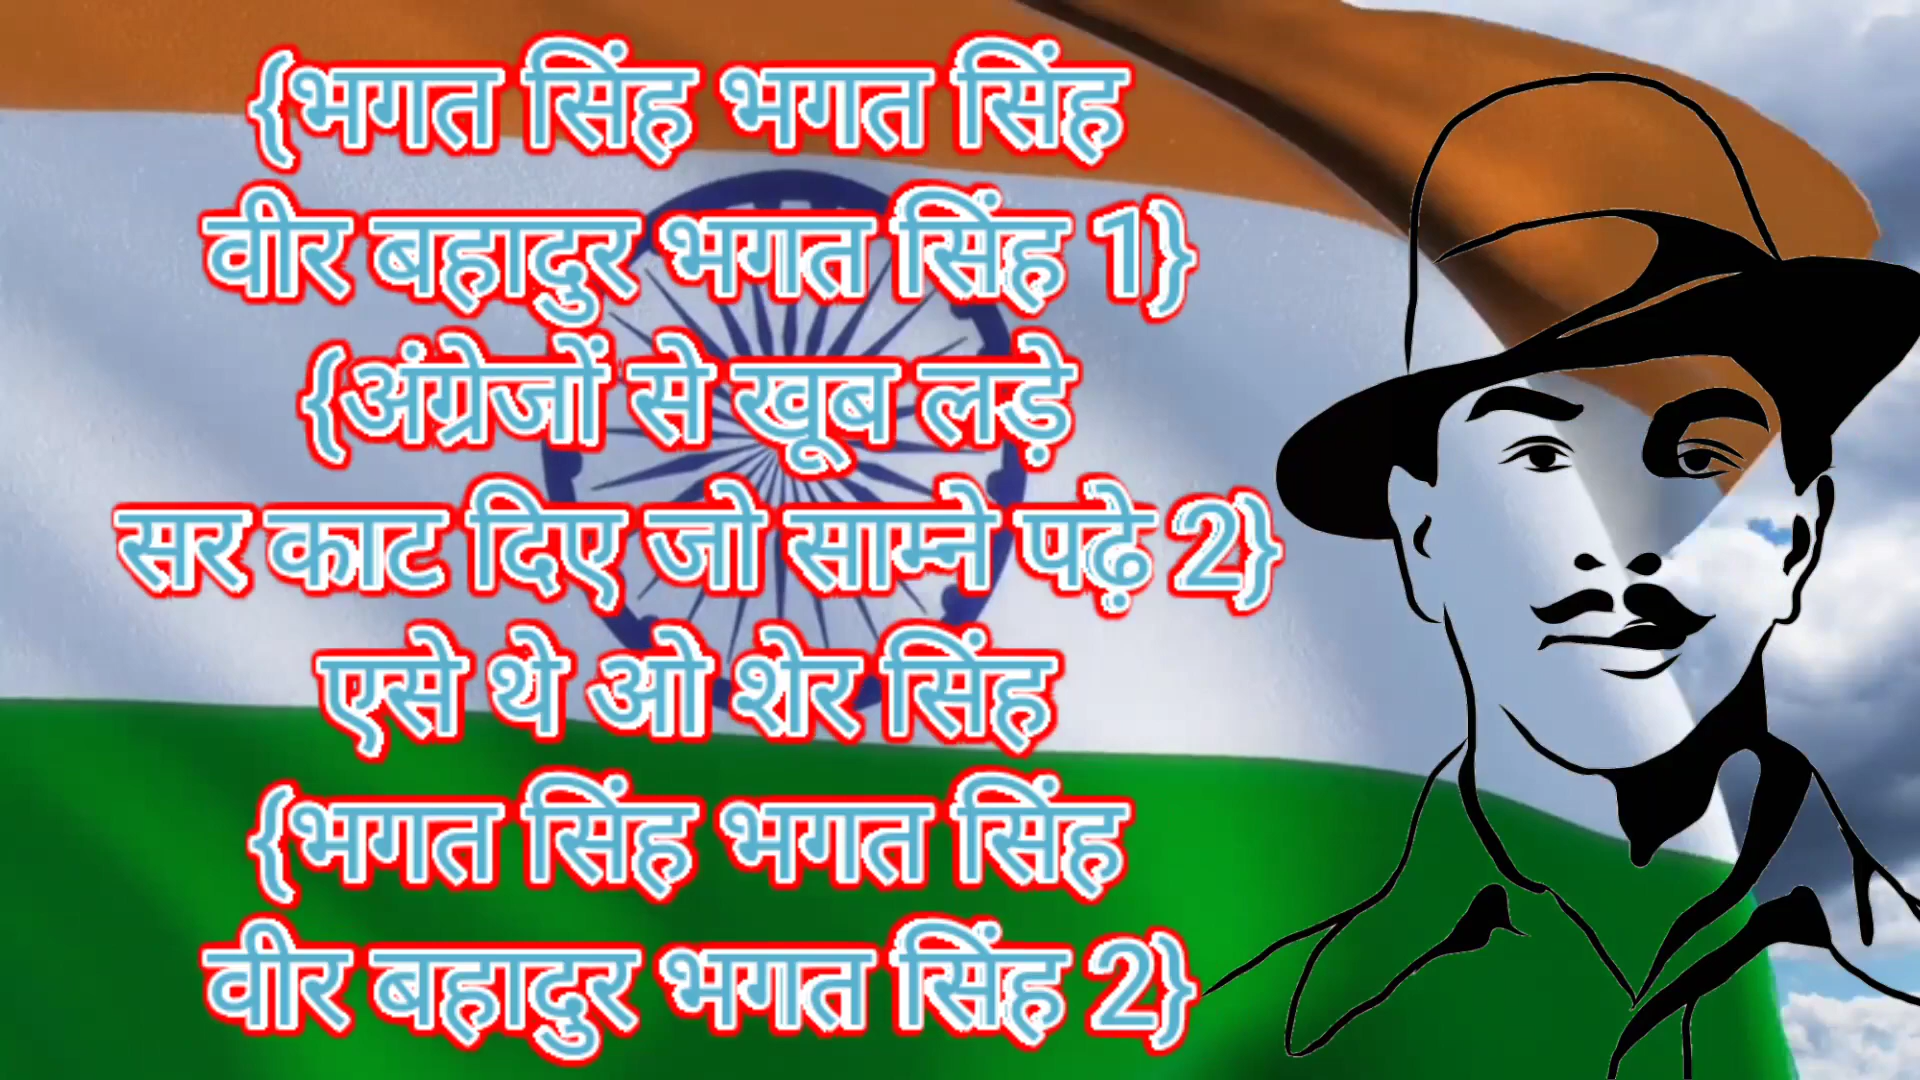 {भगत सिंह भगत सिंह
वीर बहादुर भगत सिंह 1}
{अंग्रेजों से खूब लड़े
सर काट दिए जो साम्ने पढ़े 2}
एसे थे ओ शेर सिंह
{भगत सिंह भगत सिंह
वीर बहादुर भगत सिंह 2}